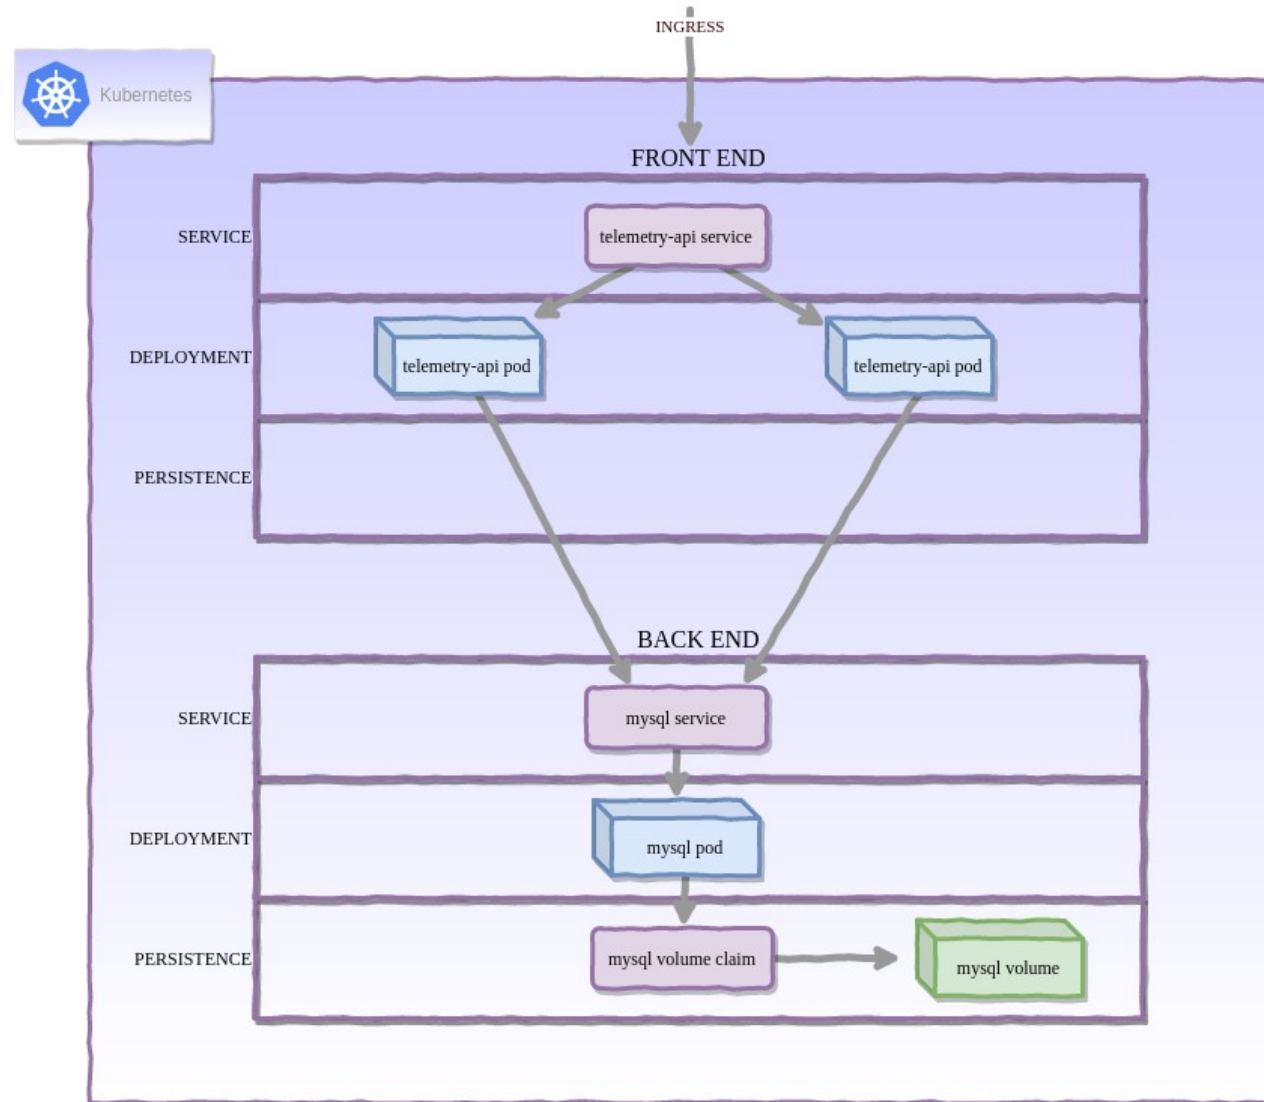 INGRESS
Kubernetes
FRONT END
SERVICE
telemetry-api service
DEPLOYMENT
telemetry-api pod
telemetry-api pod
PERSISTENCE
BACK END
SERVICE
mysql service
DEPLOYMENT
mysql pod
PERSISTENCE
mysql volume claim
mysql volume